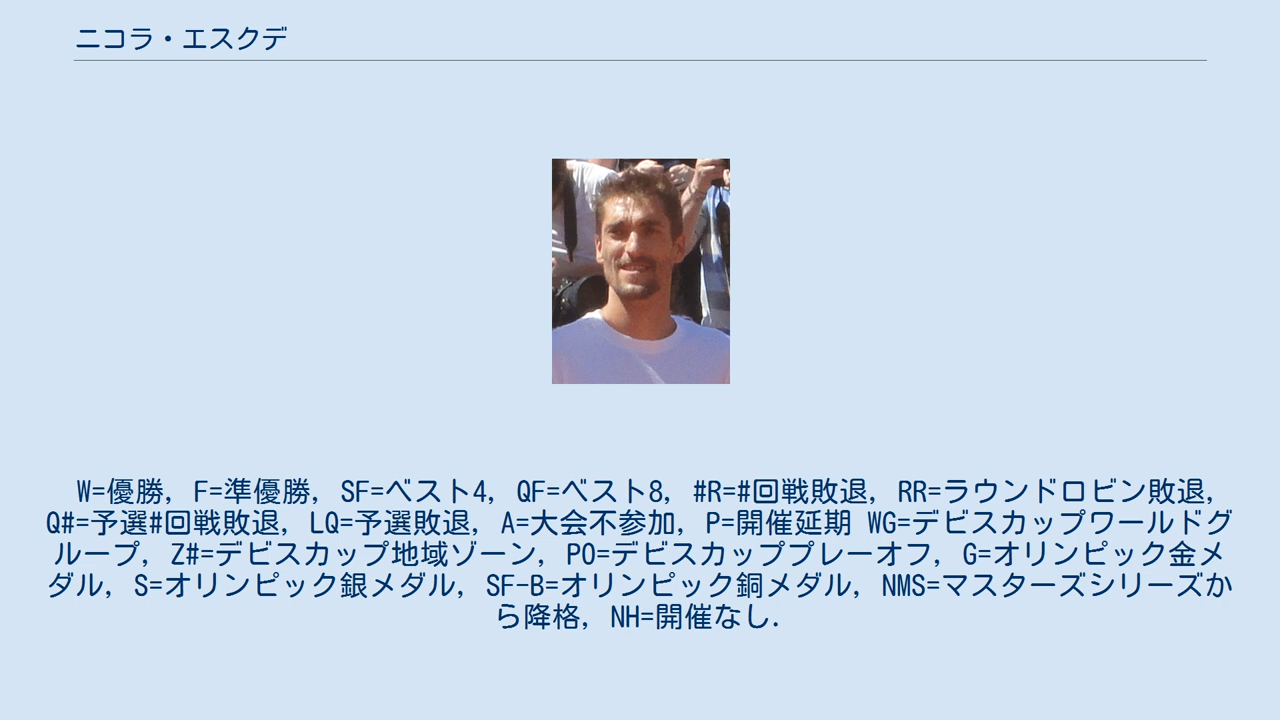 ニコラ・エスクデ
W=優勝, F=準優勝, SF=ベスト4, QF=ベスト8, #R=#回戦敗退, RR=ラウンドロビン敗退,
Q#=予選#回戦敗退, LQ=予選敗退, A=大会不参加, P=開催延期 WG=デビスカップワールドグ
ループ, Z#=デビスカップ地域ゾーン, PO=デビスカッププレーオフ, G=オリンピック金メ
ダル, S=オリンピック銀メダル, SF-B=オリンピック銅メダル, NMS=マスターズシリーズか
ら降格, NH=開催なし.